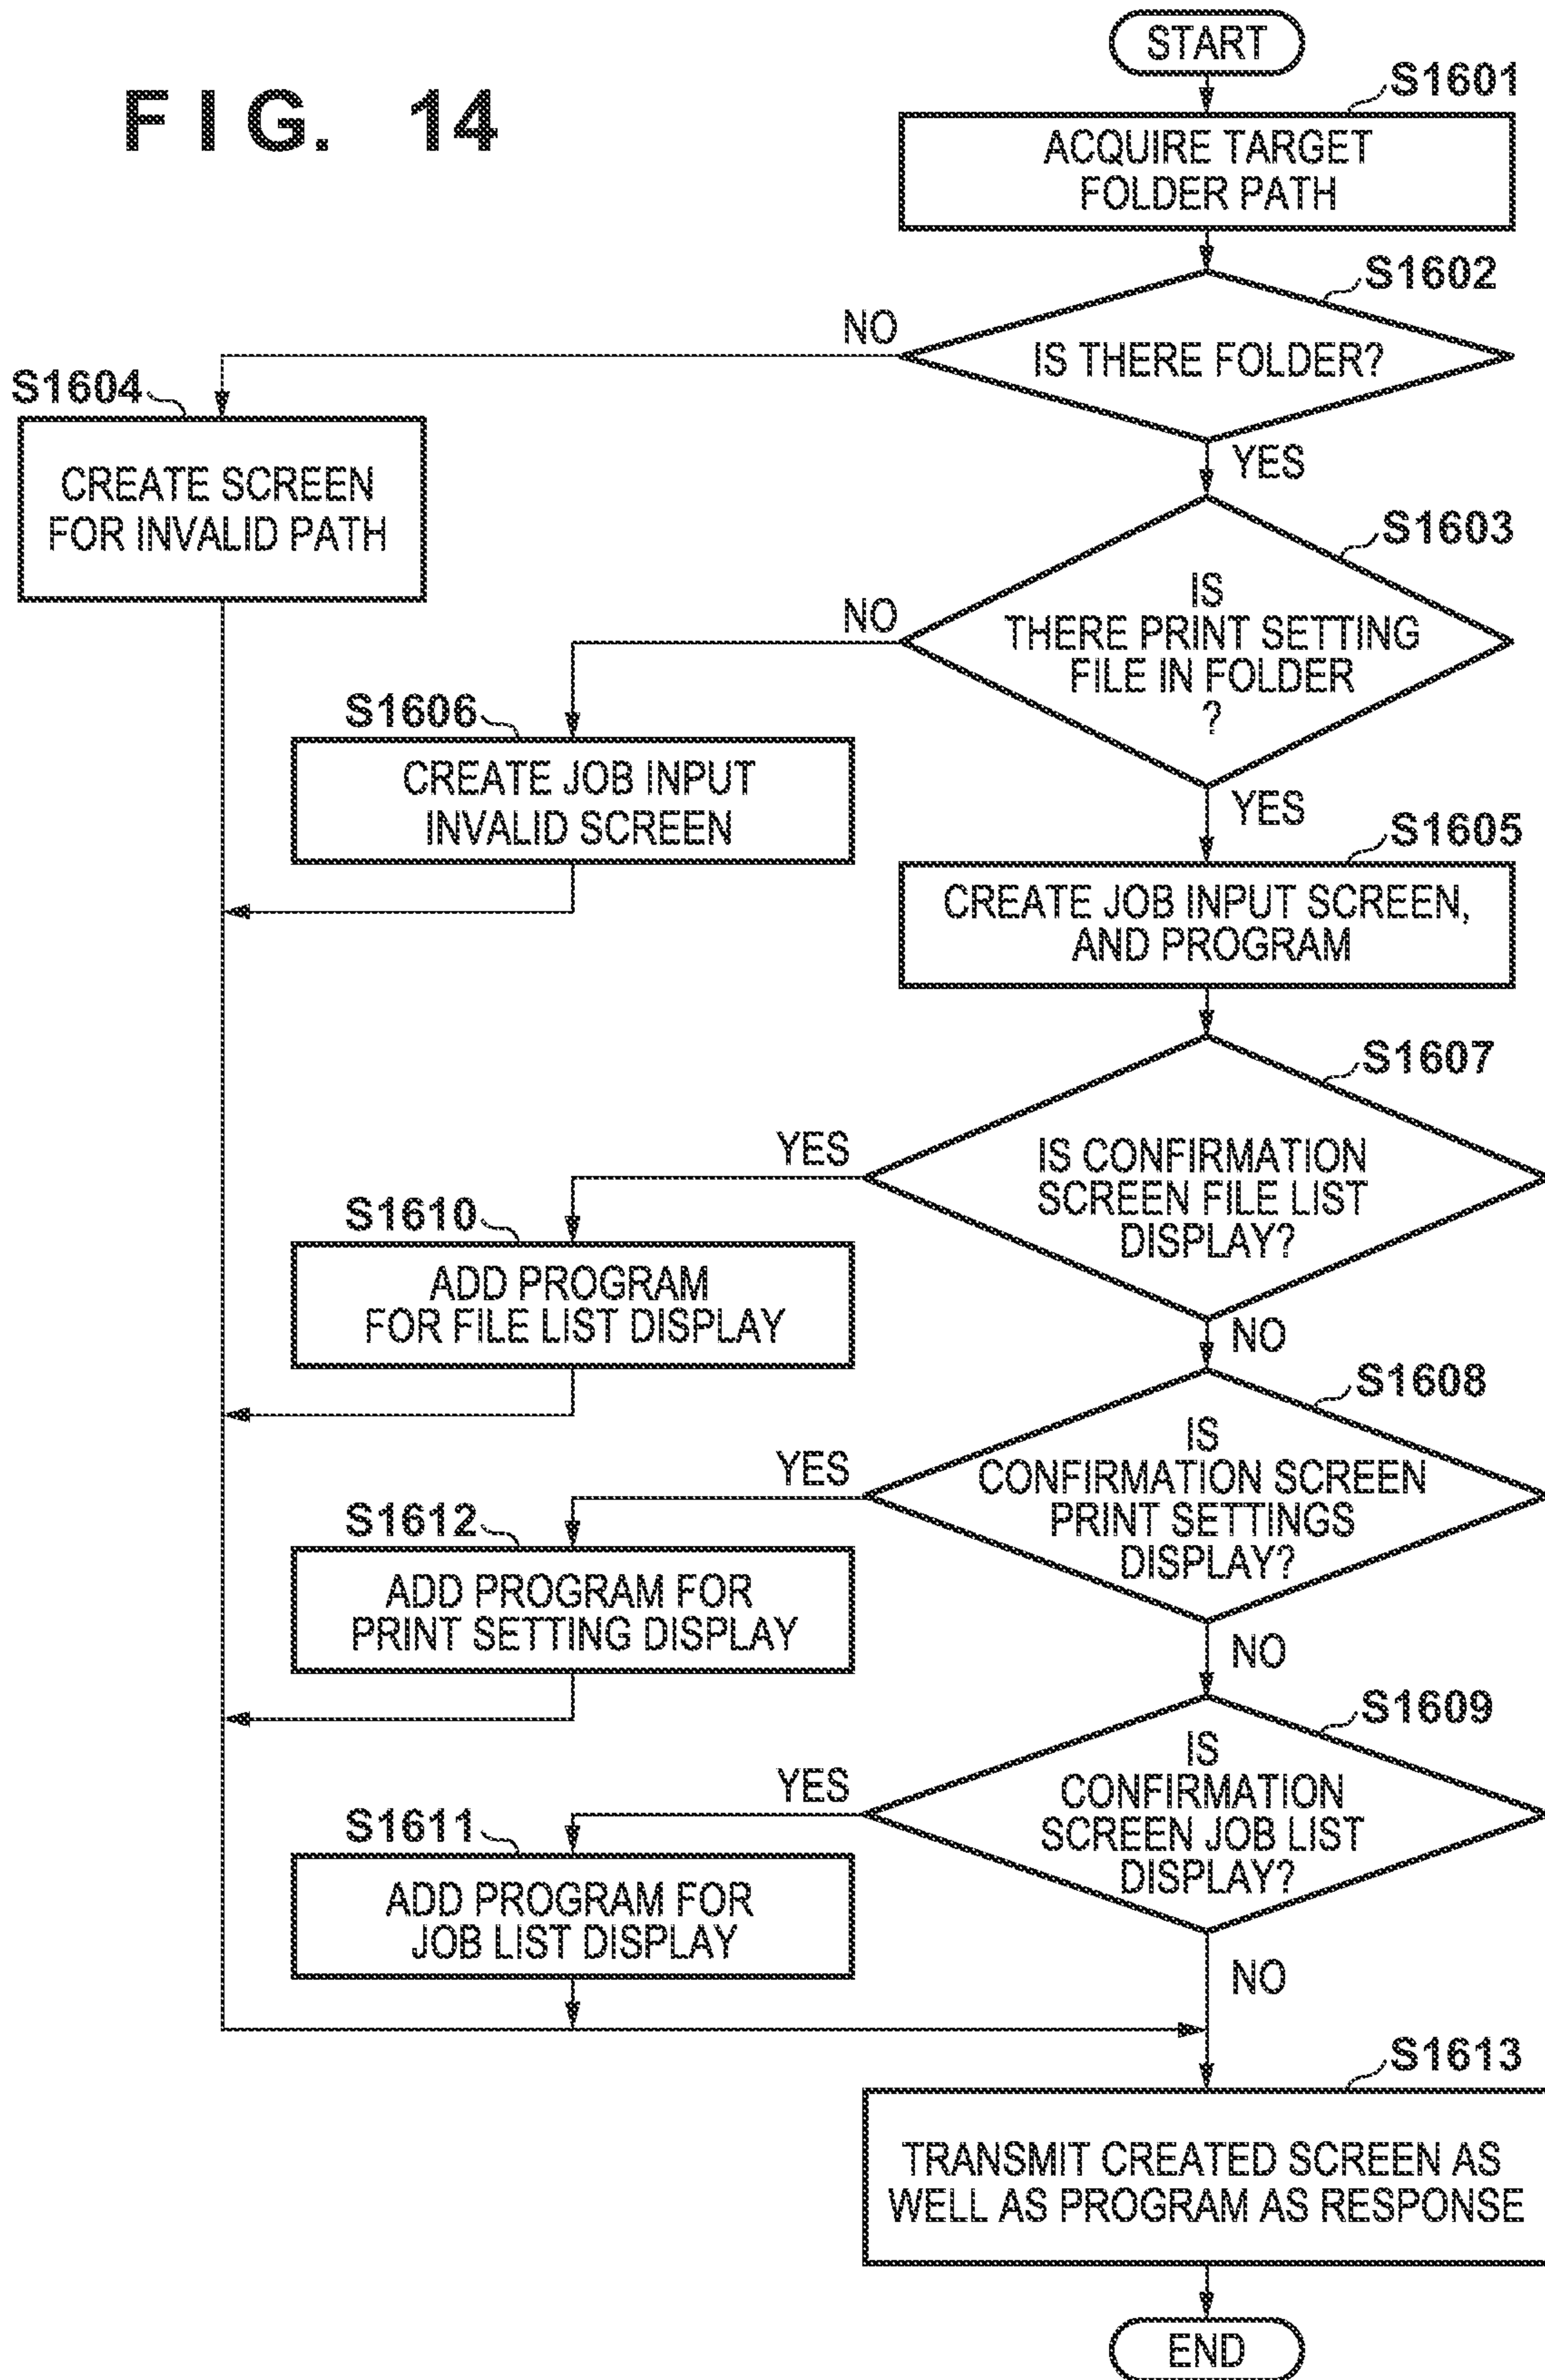 FIG. 14
START
S1601
ACQUIRE TARGET
FOLDER PATH
S1602
NO
IS THERE FOLDER?
YES
S1604
CREATE SCREEN
FOR INVALID PATH
S1603
NO
IS
THERE PRINT SETTING
FILE IN FOLDER
?
YES
S1606
CREATE JOB INPUT
INVALID SCREEN
S1605
CREATE JOB INPUT SCREEN,
AND PROGRAM
S1607
YES
IS CONFIRMATION
SCREEN FILE LIST
DISPLAY?
NO
S1610
ADD PROGRAM
FOR FILE LIST DISPLAY
S1608
YES
IS
CONFIRMATION SCREEN
PRINT SETTINGS
DISPLAY?
NO
S1612
ADD PROGRAM FOR
PRINT SETTING DISPLAY
S1609
YES
IS
CONFIRMATION
SCREEN JOB LIST
DISPLAY?
NO
S1611
ADD PROGRAM FOR
JOB LIST DISPLAY
S1613
TRANSMIT CREATED SCREEN AS
WELL AS PROGRAM AS RESPONSE
END